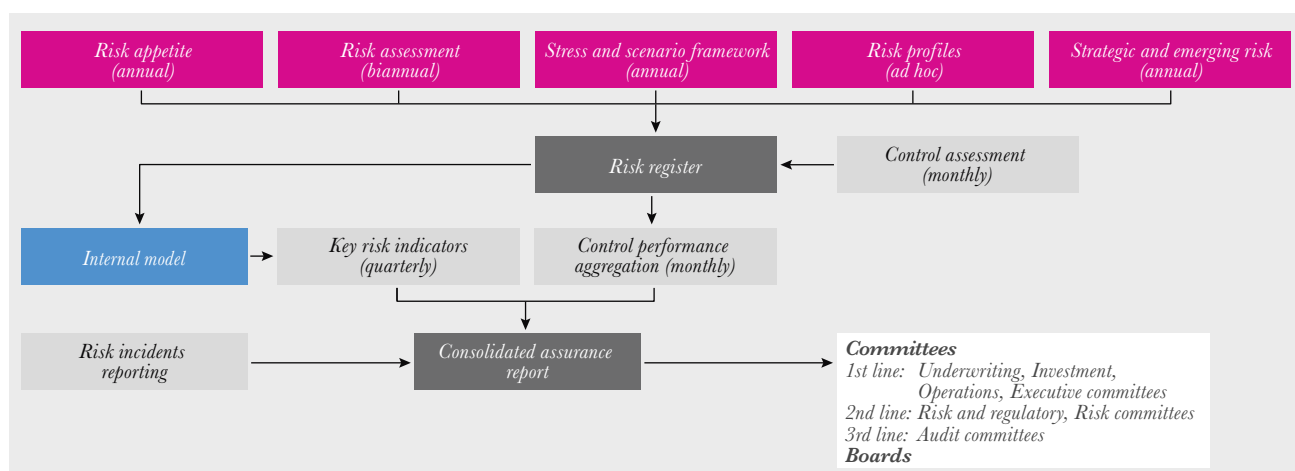 Risk appetite
(annual)
Risk assessment
(biannual)
Stress and scenario framework
(annual)
Risk profiles
(ad hoc)
Strategic and emerging risk
(annual)
Risk register
Control assessment
(monthly)
Internal model
Key risk indicators
(quarterly)
Control performance
aggregation (monthly)
Risk incidents
reporting
Consolidated assurance
report
Committees
1st line: Underwriting, Investment,
Operations, Executive committees
2nd line: Risk and regulatory, Risk committees
3rd line: Audit committees
Boards